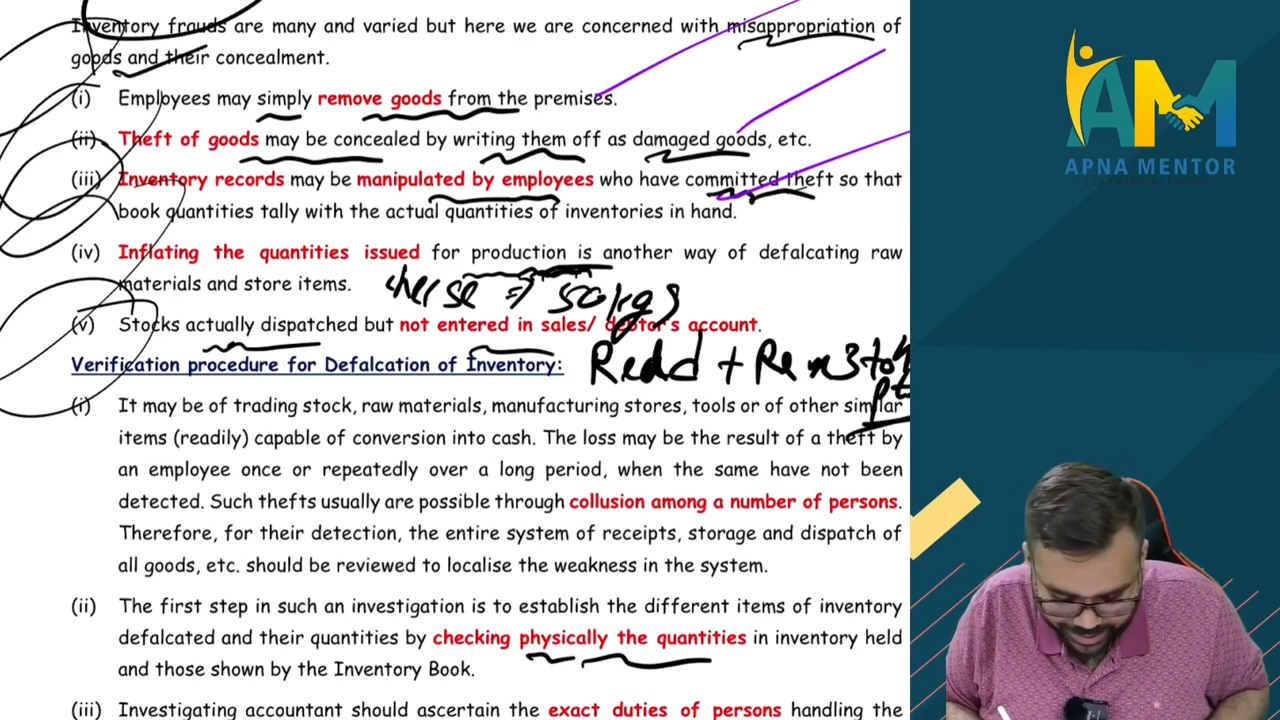 Inventory frauds are many and varied but here we are concerned with misappropriation of
goods and their concealment.
(i) Employees may simply remove goods from the premises.
(ii) Theft of goods may be concealed by writing them off as damaged goods, etc.
(iii) Inventory records may be manipulated by employees who have committed theft so that
book quantities tally with the actual quantities of inventories in hand.
(iv) Inflating the quantities issued for production is another way of defalcating raw
materials and store items.
(v) Stocks actually dispatched but not entered in sales/ debtor's account.
Verification procedure for Defalcation of Inventory:
(i) It may be of trading stock, raw materials, manufacturing stores, tools or of other similar
items (readily) capable of conversion into cash. The loss may be the result of a theft by
an employee once or repeatedly over a long period, when the same have not been
detected. Such thefts usually are possible through collusion among a number of persons.
Therefore, for their detection, the entire system of receipts, storage and dispatch of
all goods, etc. should be reviewed to localise the weakness in the system.
(ii) The first step in such an investigation is to establish the different items of inventory
defalcated and their quantities by checking physically the quantities in inventory held
and those shown by the Inventory Book.
(iii) Investigating accountant should ascertain the exact duties of persons handling the
AM
APNA MENTOR
LEARNING NETWORK